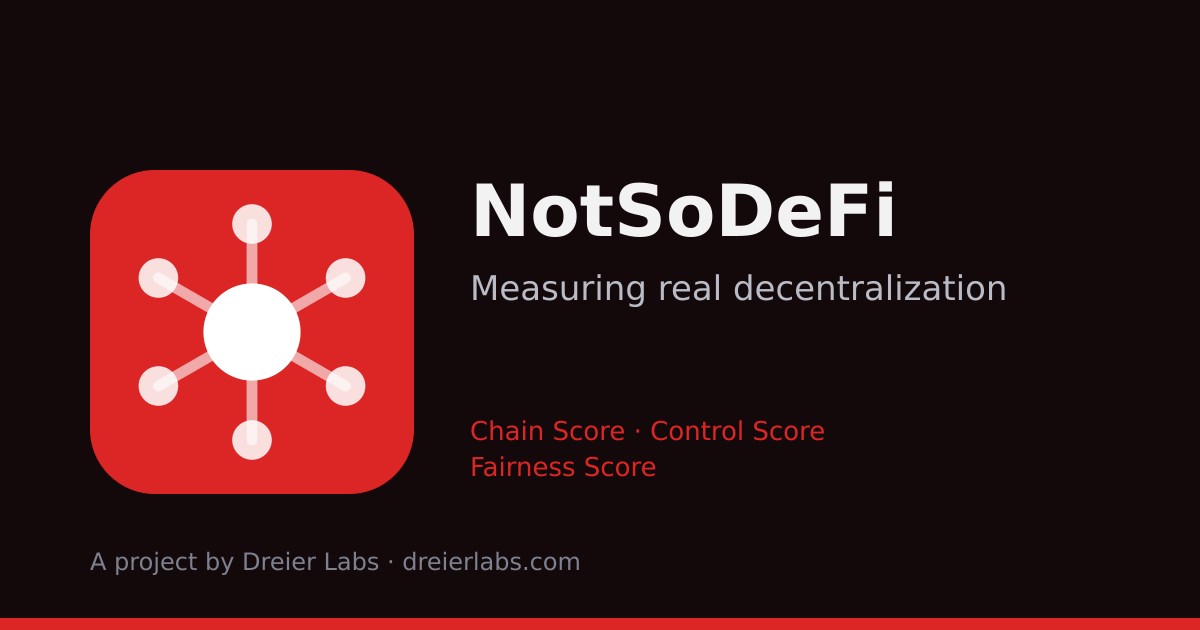 NotSoDeFi
Measuring real decentralization
Chain Score · Control Score
Fairness Score
A project by Dreier Labs · dreierlabs.com